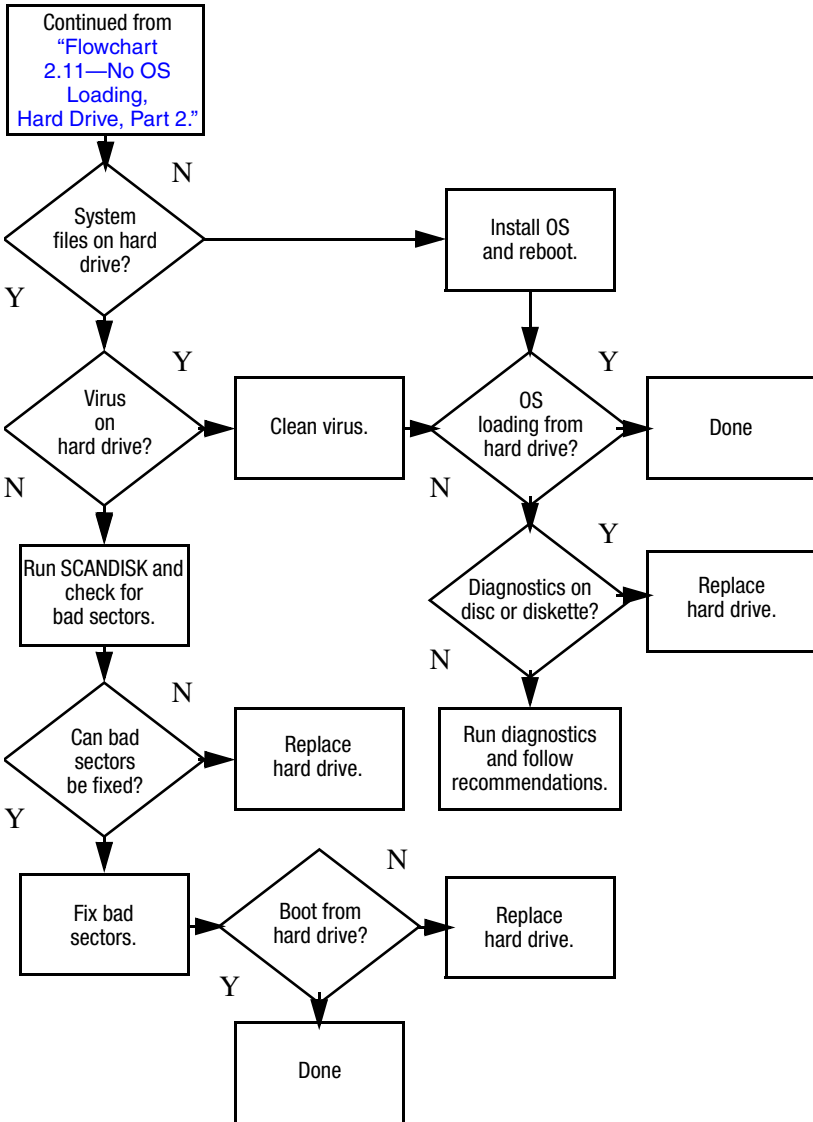 Continued from
“Flowchart
2.11—No OS
Loading,
Hard Drive, Part 2.”
N
System
files on hard
drive?
Y
Install OS
and reboot.
Y
Virus
on
hard drive?
N
Clean virus.
Y
OS
loading from
hard drive?
N
Done
Run SCANDISK and
check for
bad sectors.
Y
Diagnostics on
disc or diskette?
N
Replace
hard drive.
N
Can bad
sectors
be fixed?
Y
Replace
hard drive.
Run diagnostics
and follow
recommendations.
Fix bad
sectors.
N
Boot from
hard drive?
Y
Replace
hard drive.
Done